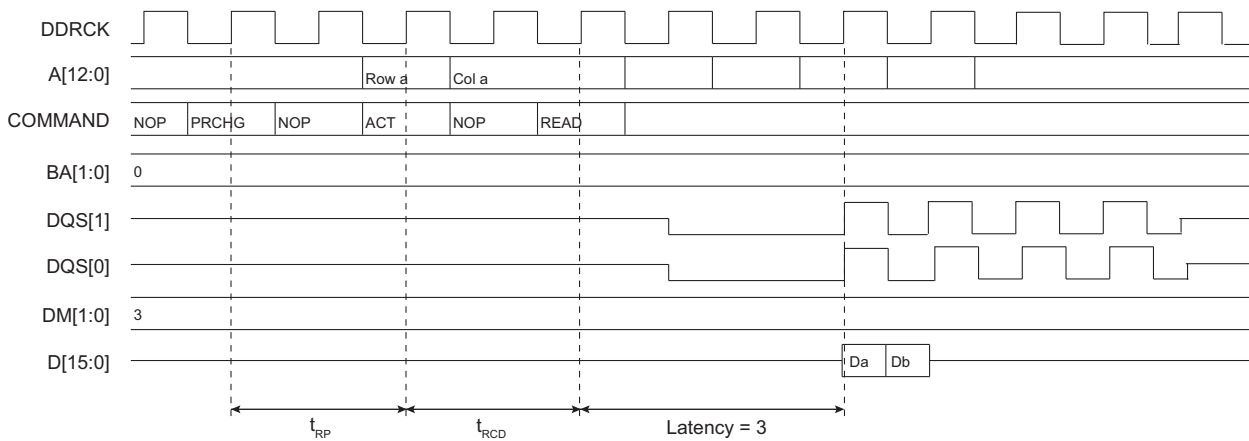 DDRCK
A[12:0] Row a Col a
COMMAND NOP PRCHG NOP ACT NOP READ
BA[1:0] 0
DQS[1]
DQS[0]
DM[1:0] 3
D[15:0] Da Db
tRP tRCD Latency = 3